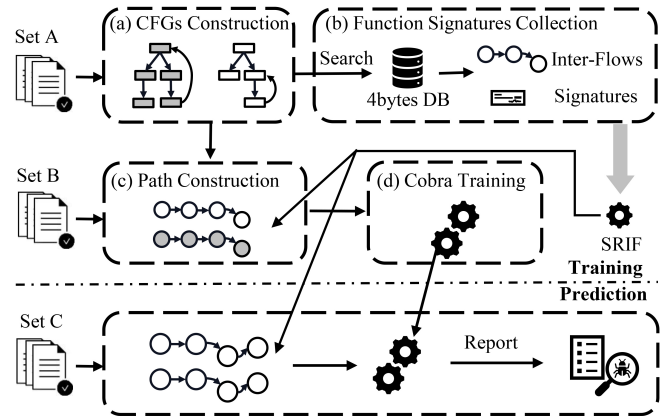 Set A
(a) CFGs Construction
(b) Function Signatures Collection
Search
4bytes DB
Inter-Flows
Signatures
Set B
(c) Path Construction
(d) Cobra Training
SRIF
Training
Prediction
Set C
Report